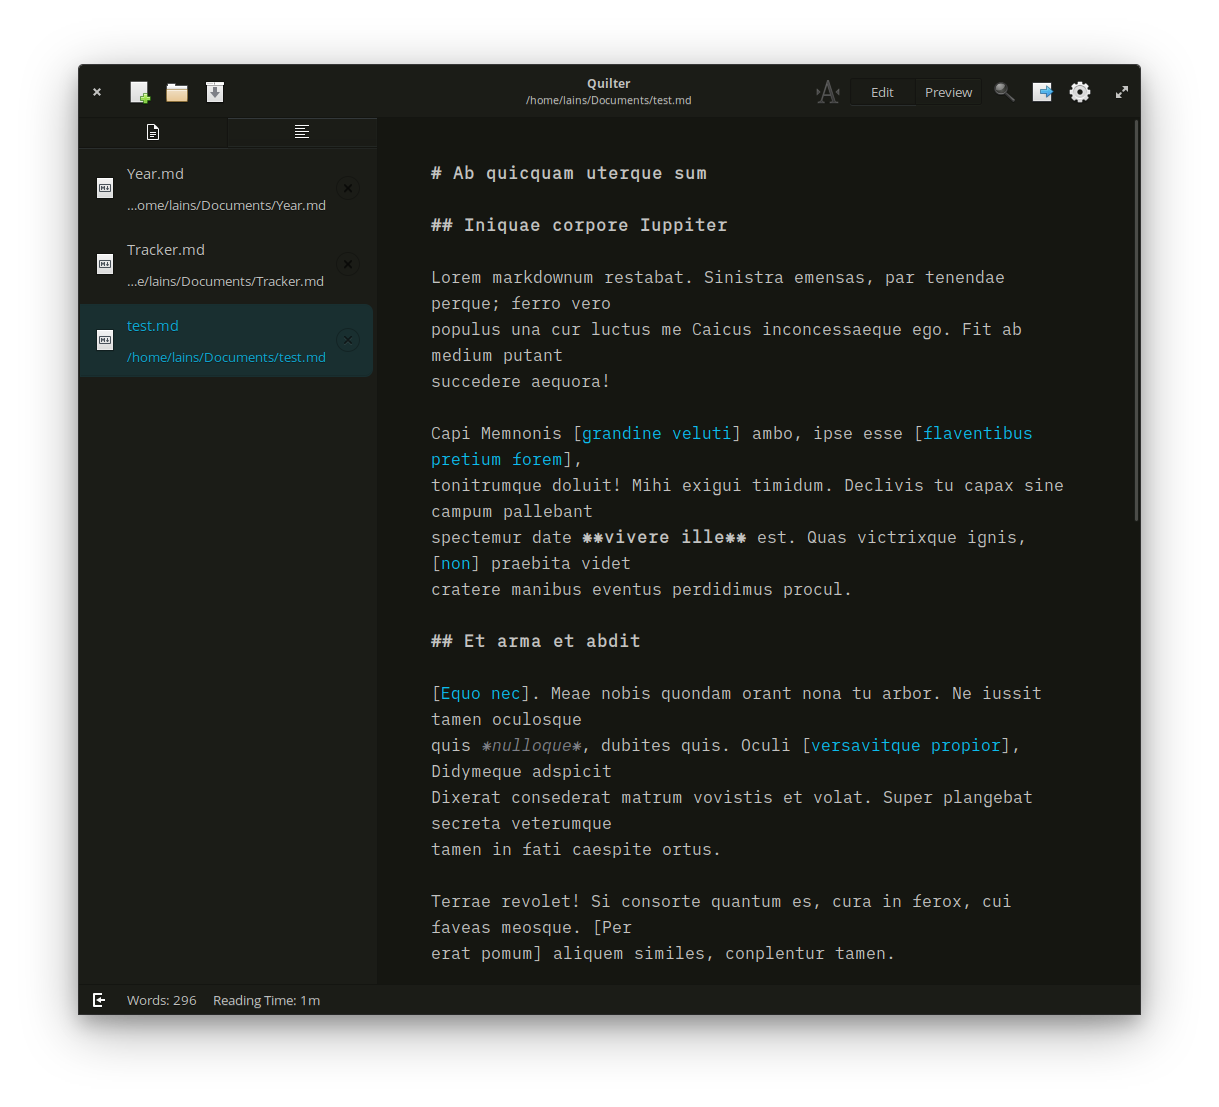 Quilter
/home/lains/Documents/test.md
A
Edit
Preview
Year.md
...ome/lains/Documents/Year.md
Tracker.md
...e/lains/Documents/Tracker.md
test.md
/home/lains/Documents/test.md
# Ab quicquam uterque sum
## Iniquae corpore Iuppiter
Lorem markdownum restabat. Sinistra emensas, par tenendae
perque; ferro vero
populus una cur luctus me Caicus inconcessaeque ego. Fit ab
medium putant
succedere aequora!
Capi Memnonis [grandine veluti] ambo, ipse esse [flaventibus
pretium forem],
tonitrumque doluit! Mihi exigui timidum. Declivis tu capax sine
campum pallebant
spectemur date **vivere ille** est. Quas victrixque ignis,
[non] praebita videt
cratere manibus eventus perdidimus procul.
## Et arma et abdit
[Equo nec]. Meae nobis quondam orant nona tu arbor. Ne iussit
tamen oculosque
quis *nulloque*, dubites quis. Oculi [versavitque propior],
Didymeque adspicit
Dixerat consederat matrum vovistis et volat. Super plangebat
secreta veterumque
tamen in fati caespite ortus.
Terrae revolet! Si consorte quantum es, cura in ferox, cui
faveas meosque. [Per
erat pomum] aliquem similes, conplentur tamen.
Words: 296
Reading Time: 1m